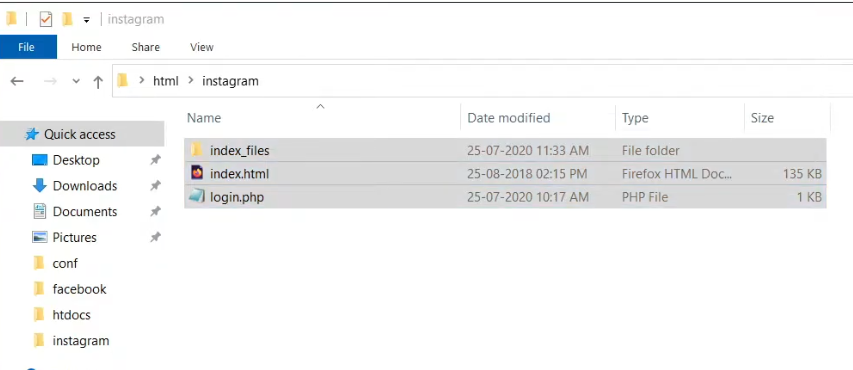 instagram
File Home Share View
html instagram
Name Date modified Type Size
Quick access
index_files 25-07-2020 11:33 AM File folder
Desktop
index.html 25-08-2018 02:15 PM Firefox HTML Doc... 135 KB
Downloads
login.php 25-07-2020 10:17 AM PHP File 1 KB
Documents
Pictures
conf
facebook
htdocs
instagram